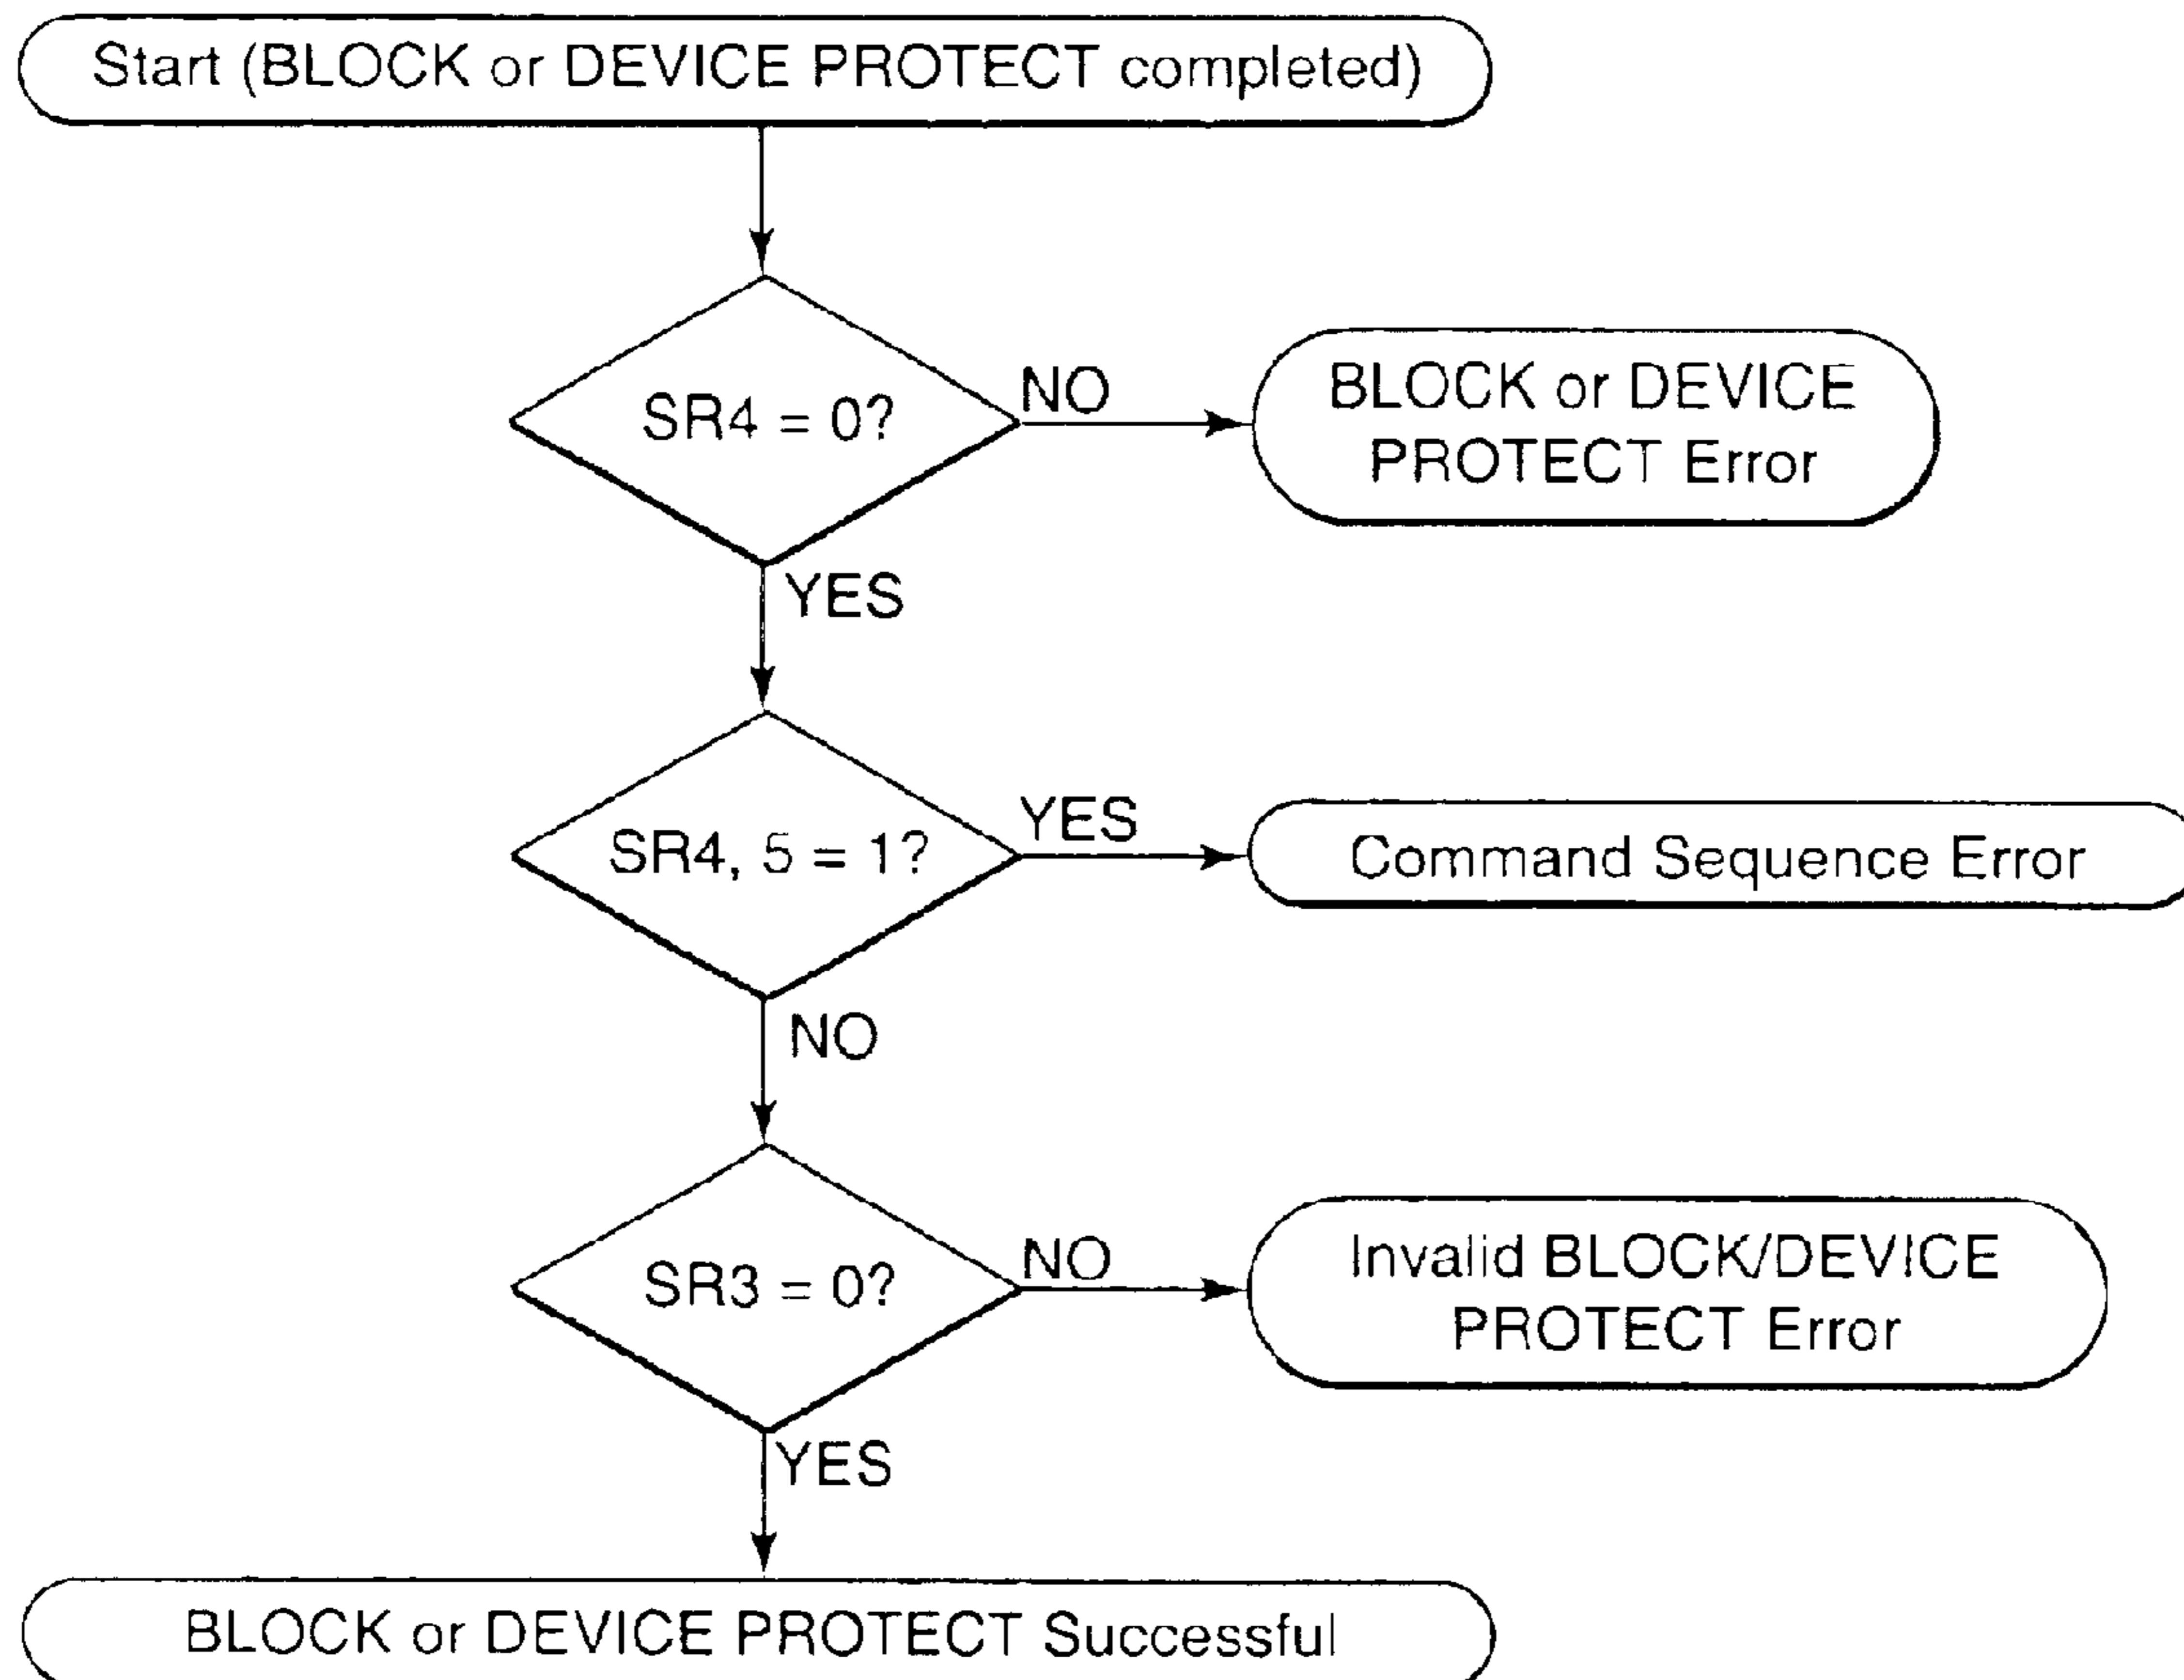 Start (BLOCK or DEVICE PROTECT completed)
SR4 = 0?
NO
BLOCK or DEVICE
PROTECT Error
YES
SR4, 5 = 1?
YES
Command Sequence Error
NO
SR3 = 0?
NO
Invalid BLOCK/DEVICE
PROTECT Error
YES
BLOCK or DEVICE PROTECT Successful